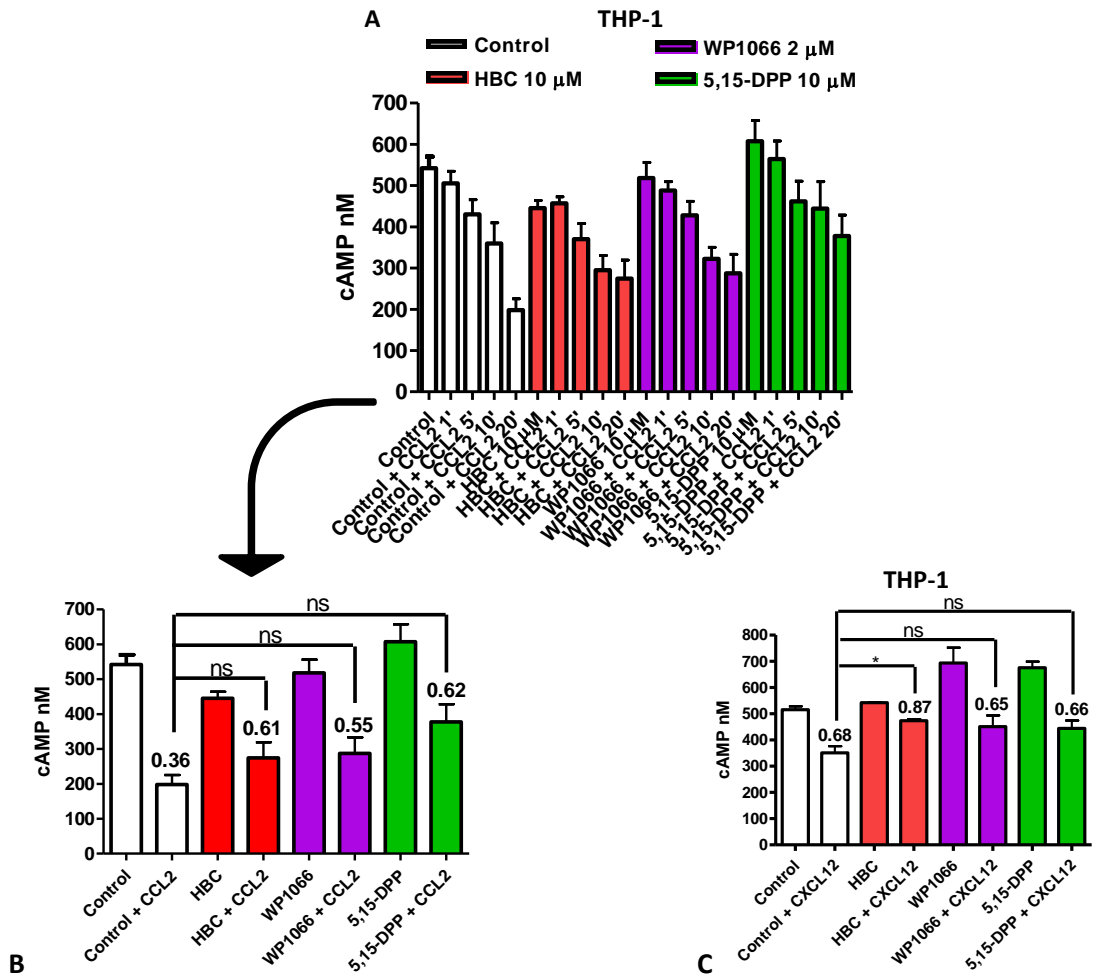 A
THP-1
Control
WP1066 2 μM
HBC 10 μM
5,15-DPP 10 μM
cAMP nM
700
600
500
400
300
200
100
0
Control
Control + CCL2 1'
Control + CCL2 5'
Control + CCL2 10'
Control + CCL2 20'
HBC 10 μM
HBC + CCL2 1'
HBC + CCL2 5'
HBC + CCL2 10'
HBC + CCL2 20'
WP1066 10 μM
WP1066 + CCL2 1'
WP1066 + CCL2 5'
WP1066 + CCL2 10'
WP1066 + CCL2 20'
5,15-DPP 10 μM
5,15-DPP + CCL2 1'
5,15-DPP + CCL2 5'
5,15-DPP + CCL2 10'
5,15-DPP + CCL2 20'
cAMP nM
700
600
500
400
300
200
100
0
ns
ns
ns
0.36
0.61
0.55
0.62
Control
Control + CCL2
HBC
HBC + CCL2
WP1066
WP1066 + CCL2
5,15-DPP
5,15-DPP + CCL2
B
THP-1
cAMP nM
800
700
600
500
400
300
200
100
0
ns
ns
*
0.68
0.87
0.65
0.66
Control
Control + CXCL12
HBC
HBC + CXCL12
WP1066
WP1066 + CXCL12
5,15-DPP
5,15-DPP + CXCL12
C